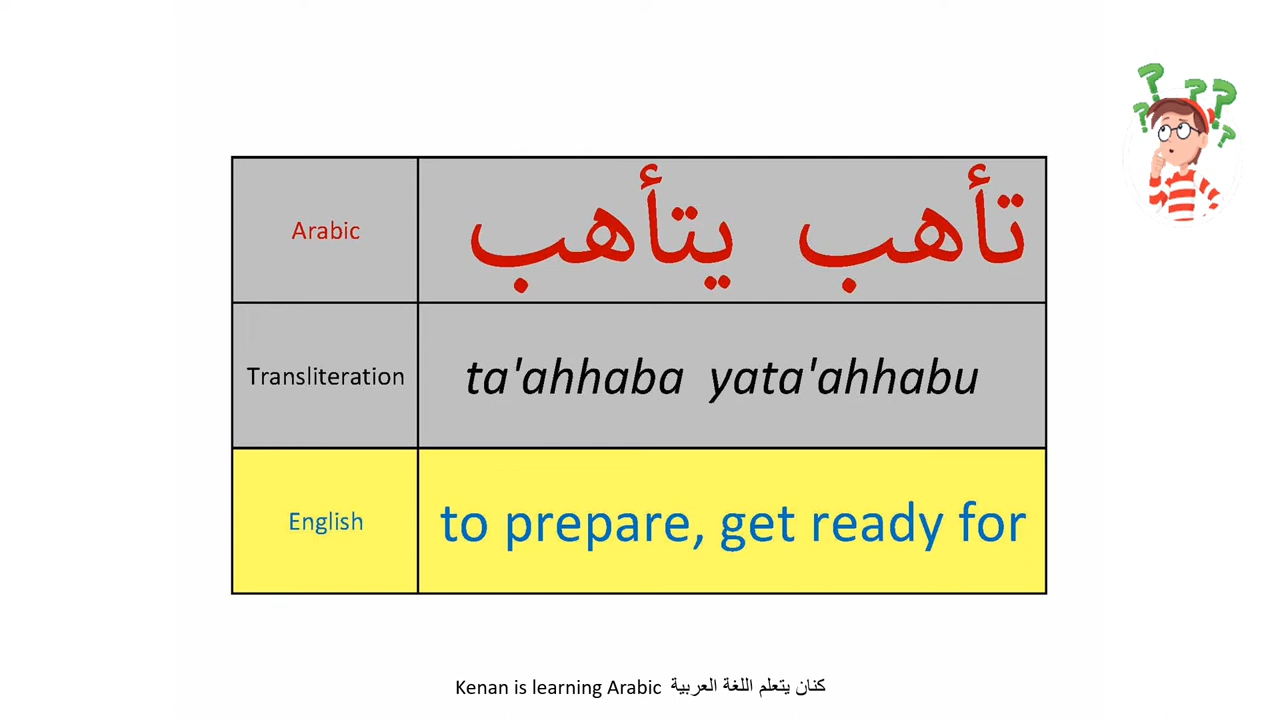 Arabic تأهب يتأهب
Transliteration ta'ahhaba yata'ahhabu
English to prepare, get ready for
Kenan is learning Arabic كنان يتعلم اللغة العربية